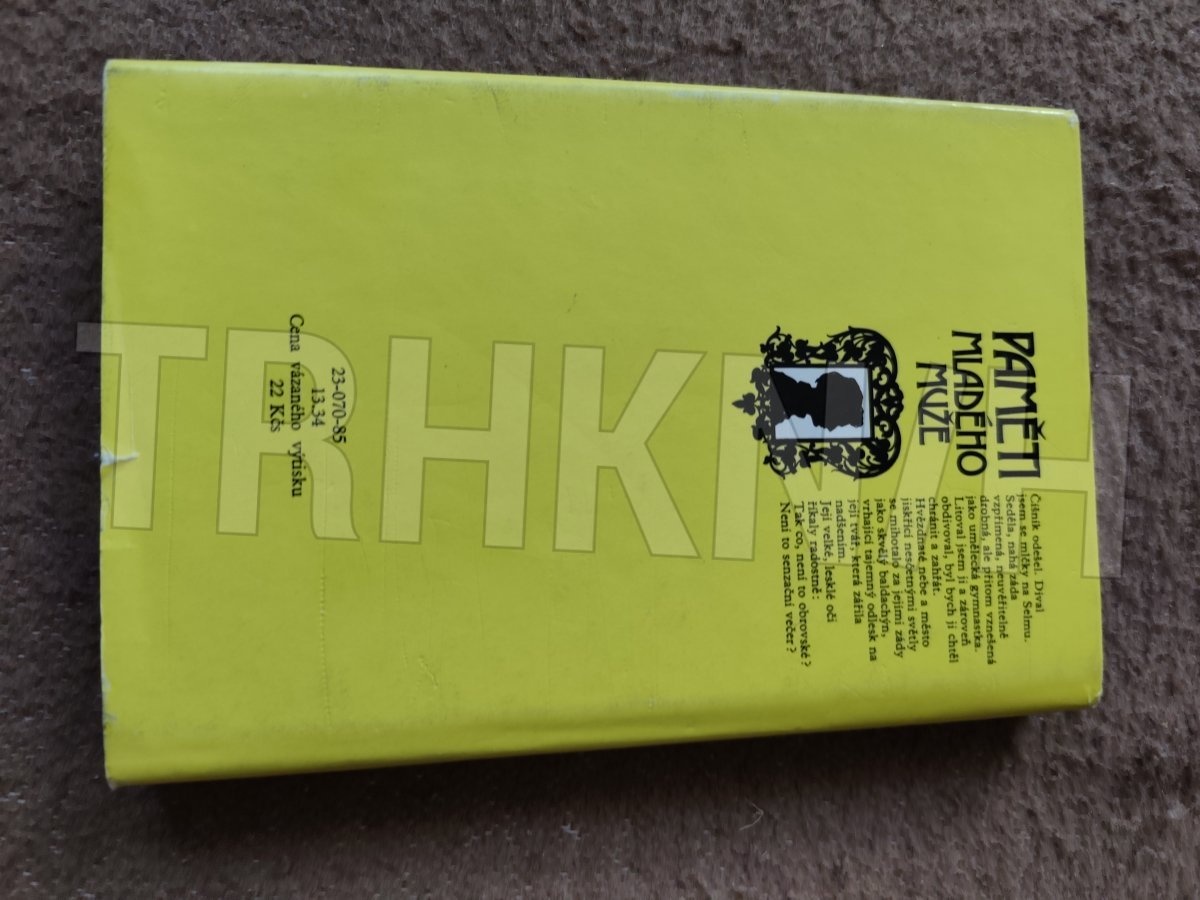 PAMĚTI
MLADÉHO
MUŽE
Číšník odešel. Díval
jsem se mlčky na Selmu.
Seděla, nahá záda
vzpřímená, neuvěřitelně
drobná, ale přitom vznešená
jako umělecká gymnastka.
Litoval jsem ji a zároveň
obdivoval, byl bych ji chtěl
chránit a zahřát.
Hvězdnaté nebe a město
jiskřící nesčetnými světly
se mihotalo za jejími zády
jako skvělý baldachýn,
vrhající tajemný odlesk na
její tvář, která zářila
nadšením.
Její velké, lesklé oči
říkaly radostně:
Tak co, není to obrovské?
Není to senzační večer?
23-070-85
13.34
Cena vázaného výtisku
22 Kčs
TRHKNIH